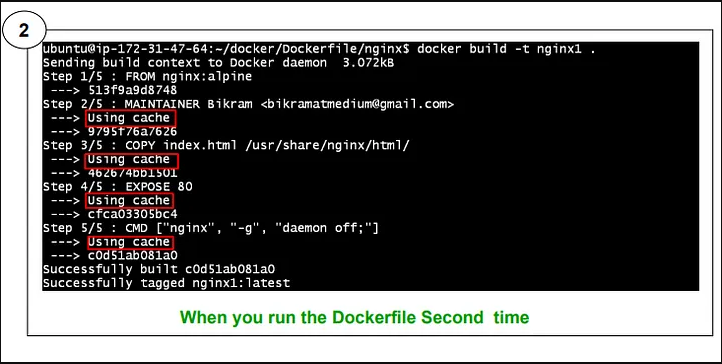 2
ubuntu@ip-172-31-47-64:~/docker/Dockerfile/nginx$ docker build -t nginx1 .
Sending build context to Docker daemon  3.072kB
Step 1/5 : FROM nginx:alpine
 ---> 513f9a9d8748
Step 2/5 : MAINTAINER Bikram <bikramatmedium@gmail.com>
 ---> Using cache
 ---> 9795f76a7626
Step 3/5 : COPY index.html /usr/share/nginx/html/
 ---> Using cache
 ---> 462674bb1501
Step 4/5 : EXPOSE 80
 ---> Using cache
 ---> cfca03305bc4
Step 5/5 : CMD ["nginx", "-g", "daemon off;"]
 ---> Using cache
 ---> c0d51ab081a0
Successfully built c0d51ab081a0
Successfully tagged nginx1:latest
When you run the Dockerfile Second  time